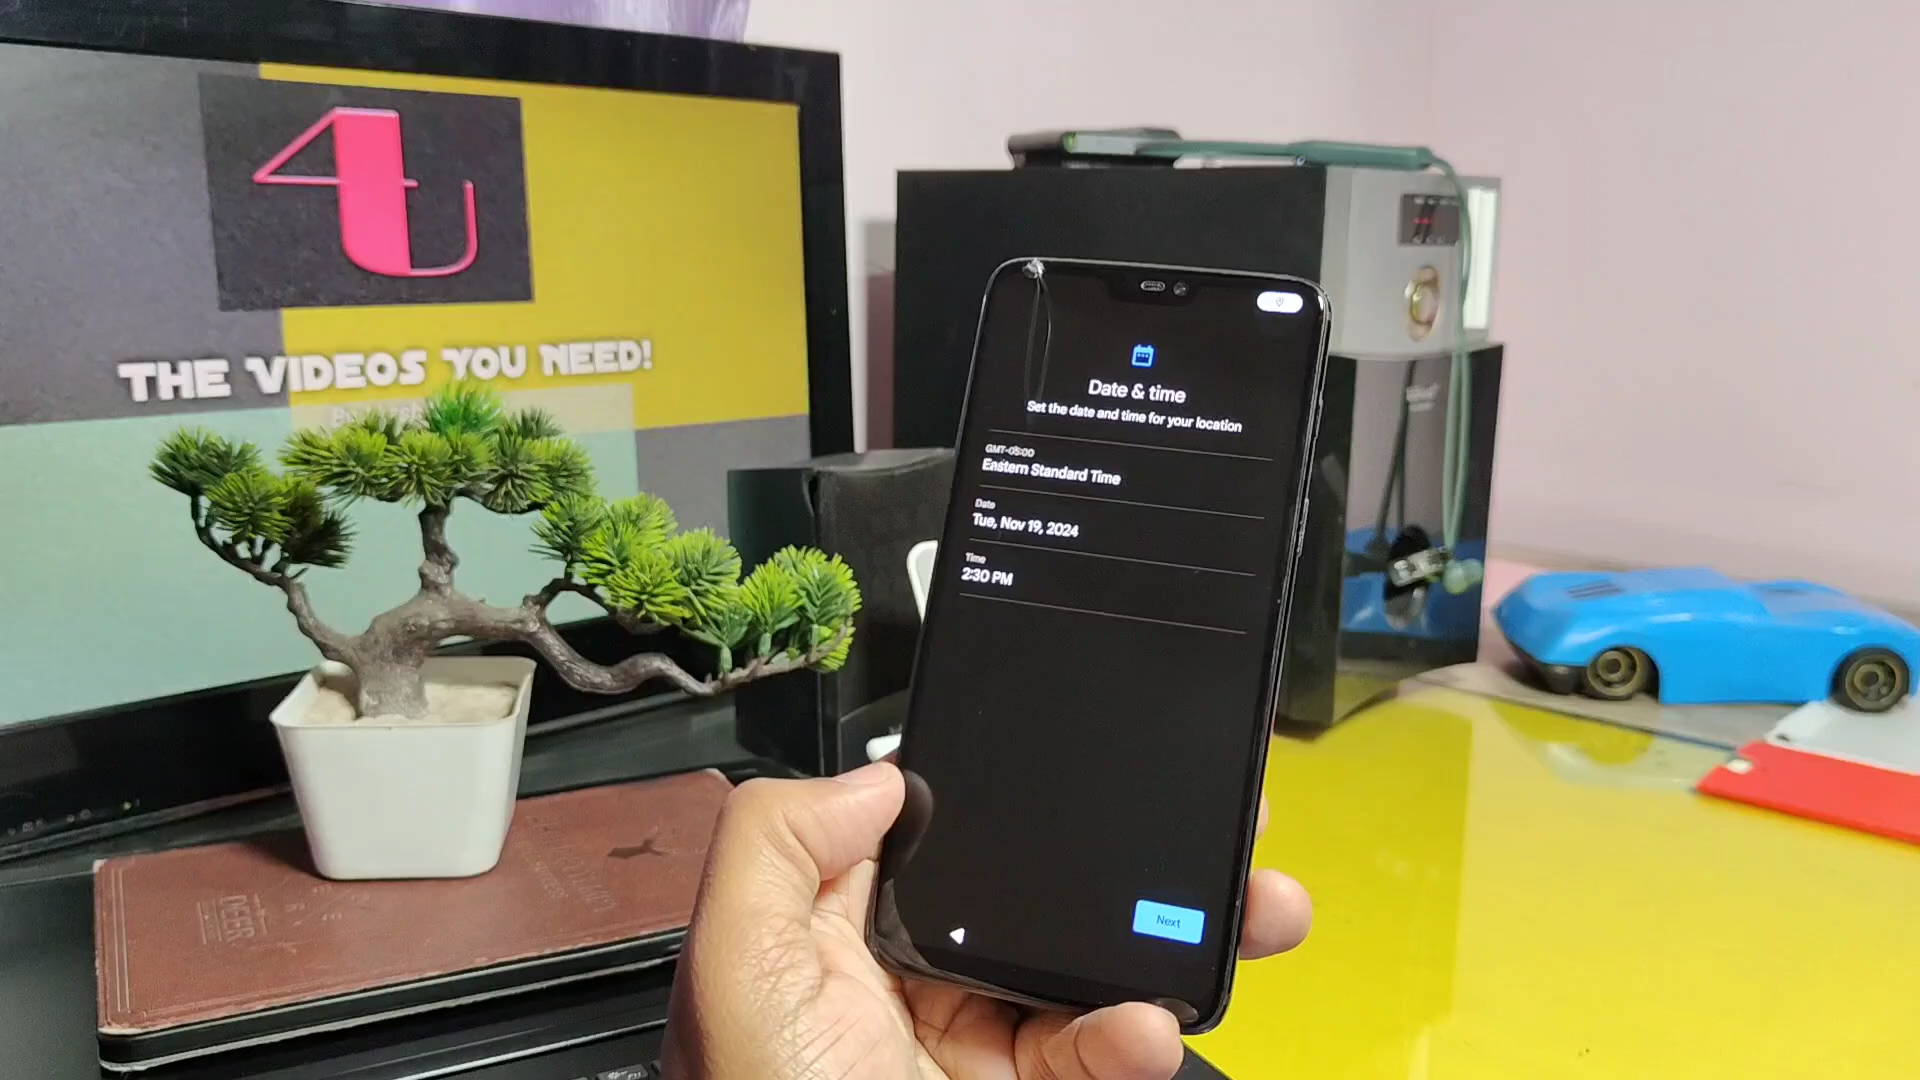 4U
THE VIDEOS YOU NEED!
Date & time
Set the date and time for your location
GMT-05:00
Eastern Standard Time
Date
Tue, Nov 19, 2024
Time
2:30 PM
Next
DEER